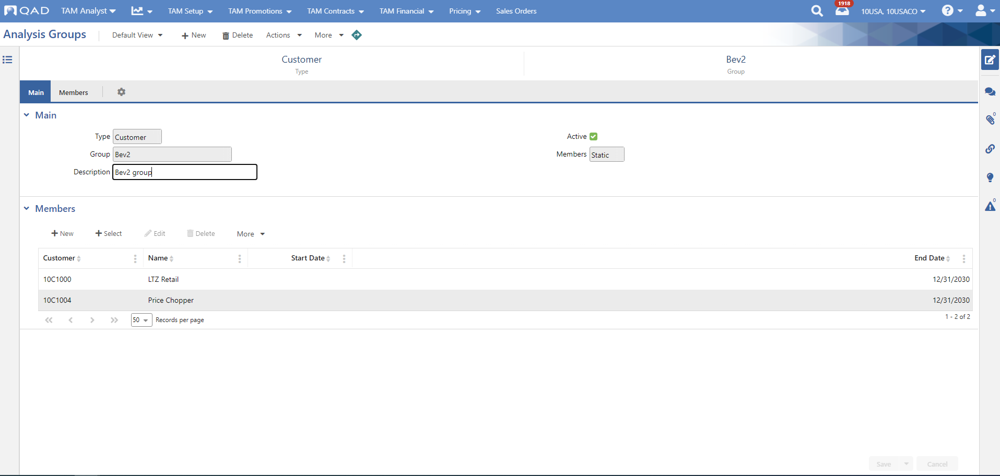 QAD TAM Analyst TAM Setup TAM Promotions TAM Contracts TAM Financial Pricing Sales Orders 1918 10USA, 10USACO ?
Analysis Groups Default View + New Delete Actions More
Customer Bev2
Type Group
Main Members
Main
Type Customer Active
Group Bev2 Members Static
Description Bev2 group
Members
+ New + Select Edit Delete More
Customer Name Start Date End Date
10C1000 LTZ Retail 12/31/2030
10C1004 Price Chopper 12/31/2030
50 Records per page 1 - 2 of 2
0
0
Save Cancel